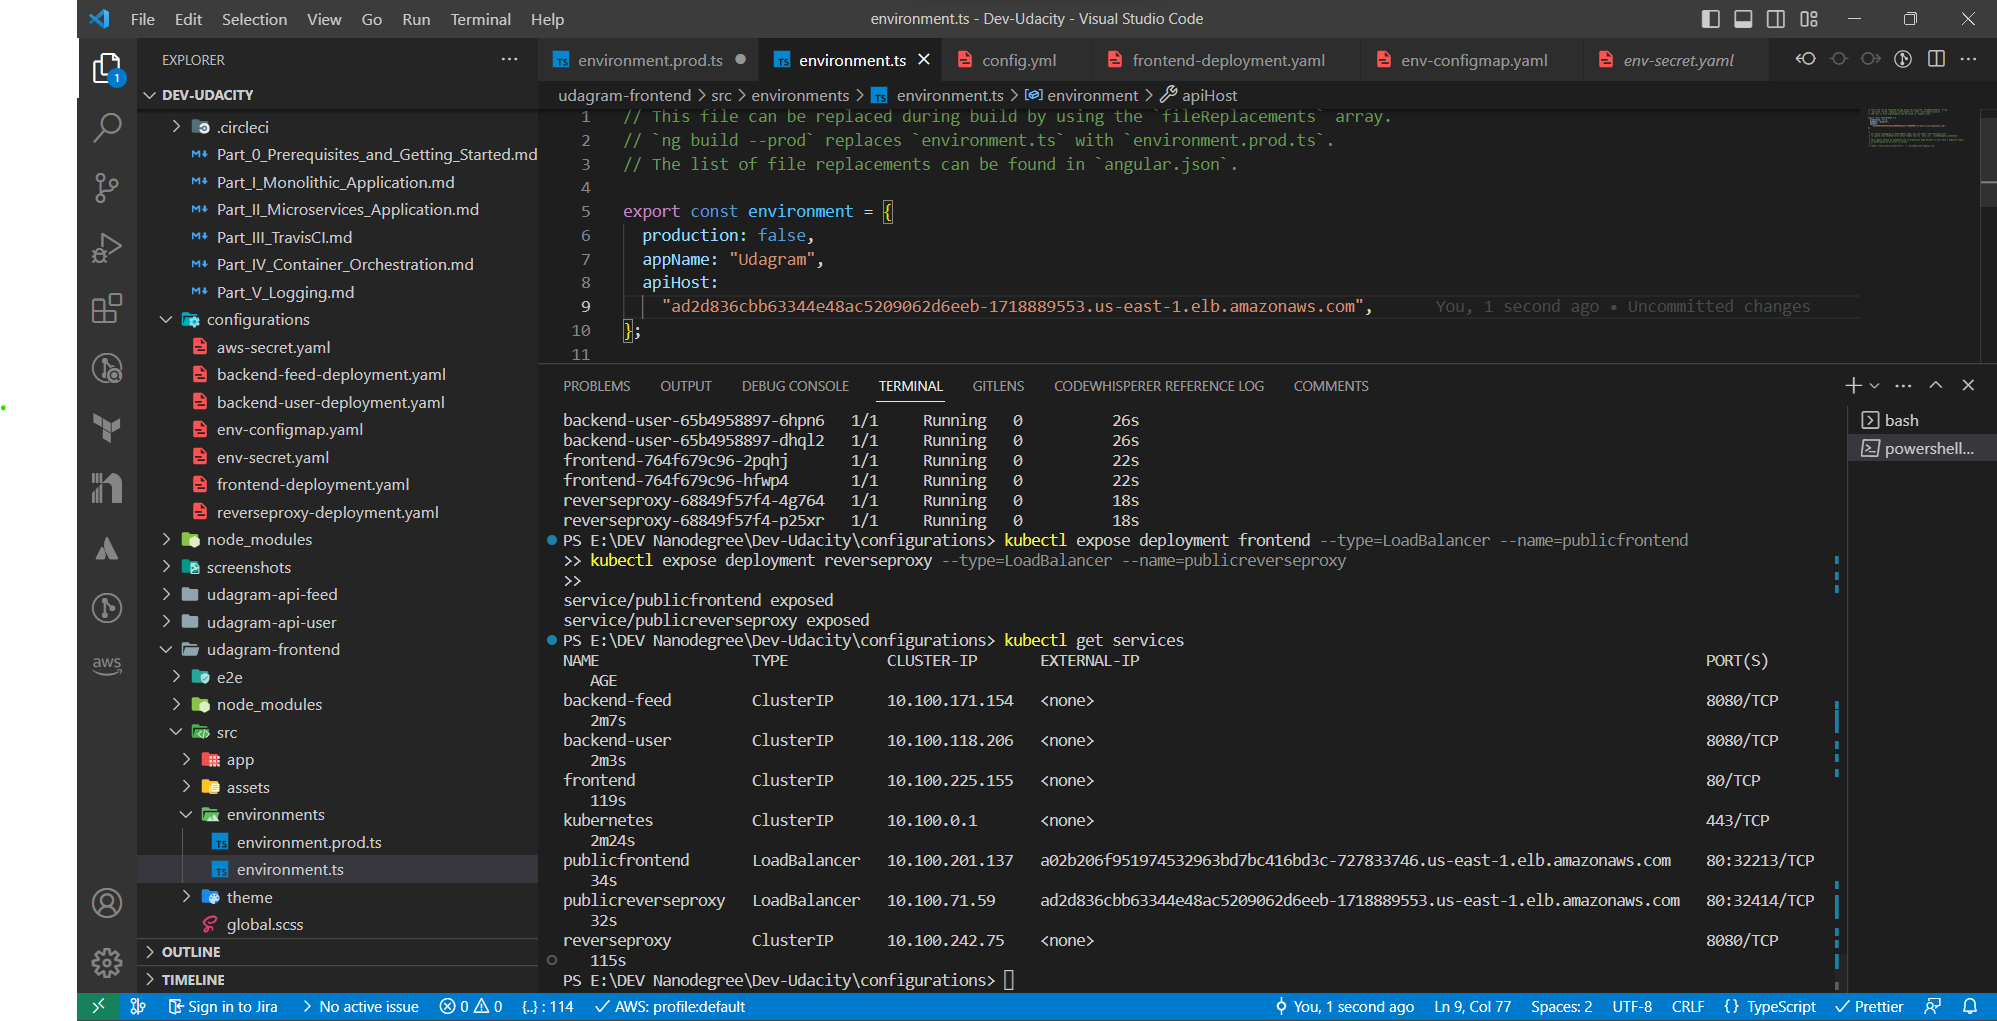 File Edit Selection View Go Run Terminal Help
environment.ts - Dev-Udacity - Visual Studio Code
1
EXPLORER
DEV-UDACITY
.circleci
Part_0_Prerequisites_and_Getting_Started.md
Part_I_Monolithic_Application.md
Part_II_Microservices_Application.md
Part_III_TravisCI.md
Part_IV_Container_Orchestration.md
Part_V_Logging.md
configurations
aws-secret.yaml
backend-feed-deployment.yaml
backend-user-deployment.yaml
env-configmap.yaml
env-secret.yaml
frontend-deployment.yaml
reverseproxy-deployment.yaml
node_modules
screenshots
udagram-api-feed
udagram-api-user
udagram-frontend
e2e
node_modules
src
app
assets
environments
environment.prod.ts
environment.ts
theme
global.scss
OUTLINE
TIMELINE
aws
environment.prod.ts environment.ts config.yml frontend-deployment.yaml env-configmap.yaml env-secret.yaml
udagram-frontend > src > environments > environment.ts > environment > apiHost
1 // This file can be replaced during build by using the `fileReplacements` array.
2 // `ng build --prod` replaces `environment.ts` with `environment.prod.ts`.
3 // The list of file replacements can be found in `angular.json`.
4
5 export const environment = {
6 production: false,
7 appName: "Udagram",
8 apiHost:
9 "ad2d836cbb63344e48ac5209062d6eeb-1718889553.us-east-1.elb.amazonaws.com", You, 1 second ago • Uncommitted changes
10 };
11
PROBLEMS OUTPUT DEBUG CONSOLE TERMINAL GITLENS CODEWHISPERER REFERENCE LOG COMMENTS
bash
powershell...
backend-user-65b4958897-6hpn6 1/1 Running 0 26s
backend-user-65b4958897-dhql2 1/1 Running 0 26s
frontend-764f679c96-2pqhj 1/1 Running 0 22s
frontend-764f679c96-hfwp4 1/1 Running 0 22s
reverseproxy-68849f57f4-4g764 1/1 Running 0 18s
reverseproxy-68849f57f4-p25xr 1/1 Running 0 18s
PS E:\DEV Nanodegree\Dev-Udacity\configurations> kubectl expose deployment frontend --type=LoadBalancer --name=publicfrontend
>> kubectl expose deployment reverseproxy --type=LoadBalancer --name=publicreverseproxy
>>
service/publicfrontend exposed
service/publicreverseproxy exposed
PS E:\DEV Nanodegree\Dev-Udacity\configurations> kubectl get services
NAME TYPE CLUSTER-IP EXTERNAL-IP PORT(S)
AGE
backend-feed ClusterIP 10.100.171.154 <none> 8080/TCP
2m7s
backend-user ClusterIP 10.100.118.206 <none> 8080/TCP
2m3s
frontend ClusterIP 10.100.225.155 <none> 80/TCP
119s
kubernetes ClusterIP 10.100.0.1 <none> 443/TCP
2m24s
publicfrontend LoadBalancer 10.100.201.137 a02b206f951974532963bd7bc416bd3c-727833746.us-east-1.elb.amazonaws.com 80:32213/TCP
34s
publicreverseproxy LoadBalancer 10.100.71.59 ad2d836cbb63344e48ac5209062d6eeb-1718889553.us-east-1.elb.amazonaws.com 80:32414/TCP
32s
reverseproxy ClusterIP 10.100.242.75 <none> 8080/TCP
115s
PS E:\DEV Nanodegree\Dev-Udacity\configurations>
Sign in to Jira > No active issue 0 0 {..} : 114 AWS: profile:default You, 1 second ago Ln 9, Col 77 Spaces: 2 UTF-8 CRLF {} TypeScript Prettier